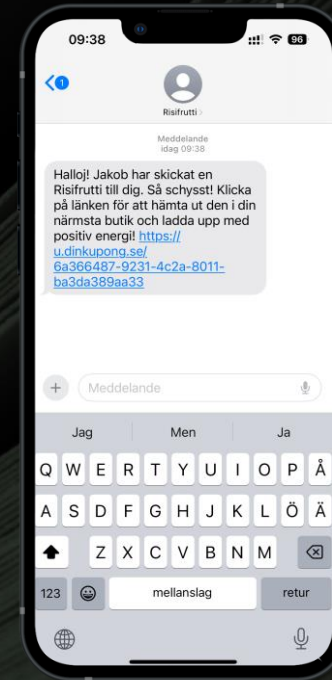 09:38
96
1
Risifrutti
Meddelande
idag 09:38
Halloj! Jakob har skickat en
Risifrutti till dig. Så schysst! Klicka
på länken för att hämta ut den i din
närmsta butik och ladda upp med
positiv energi! https://
u.dinkupong.se/
6a366487-9231-4c2a-8011-
ba3da389aa33
Meddelande
Jag Men Ja
Q W E R T Y U I O P Å
A S D F G H J K L Ö Ä
Z X C V B N M
123 mellanslag retur